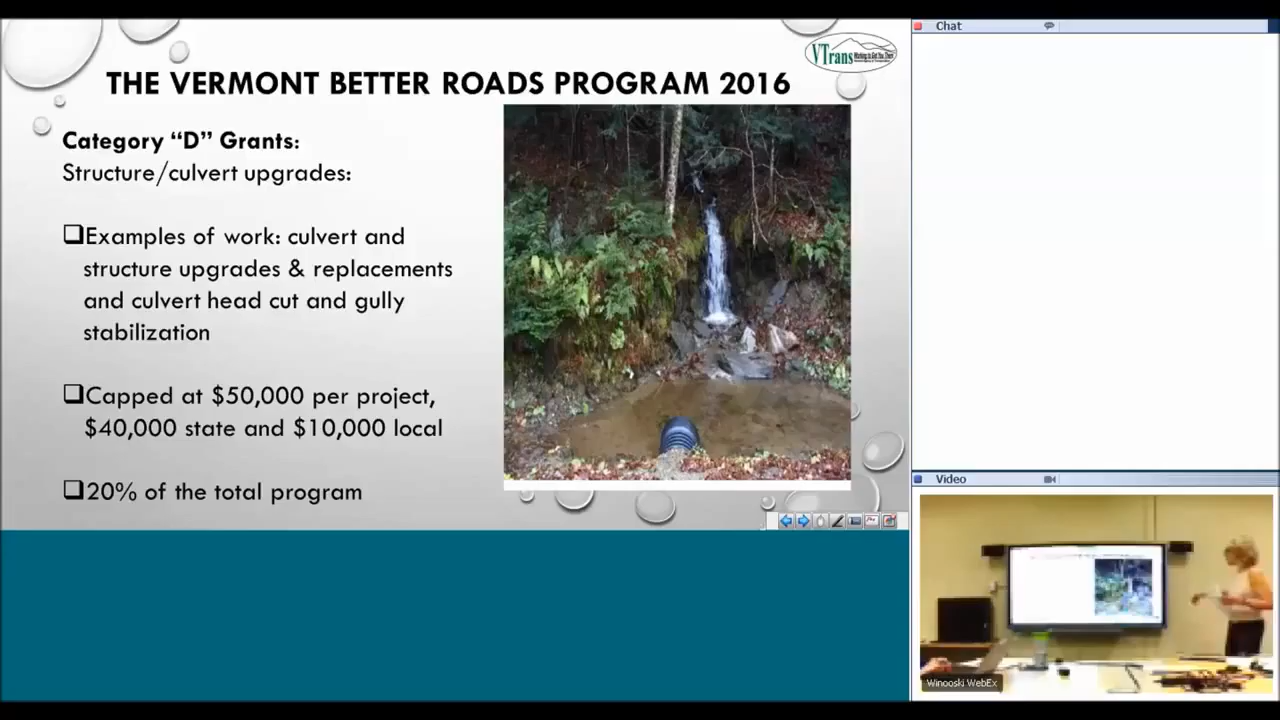 THE VERMONT BETTER ROADS PROGRAM 2016
VTrans
Category “D” Grants:
Structure/culvert upgrades:
❑Examples of work: culvert and
structure upgrades & replacements
and culvert head cut and gully
stabilization
❑Capped at $50,000 per project,
$40,000 state and $10,000 local
❑20% of the total program
Chat
Video
Winooski WebEx